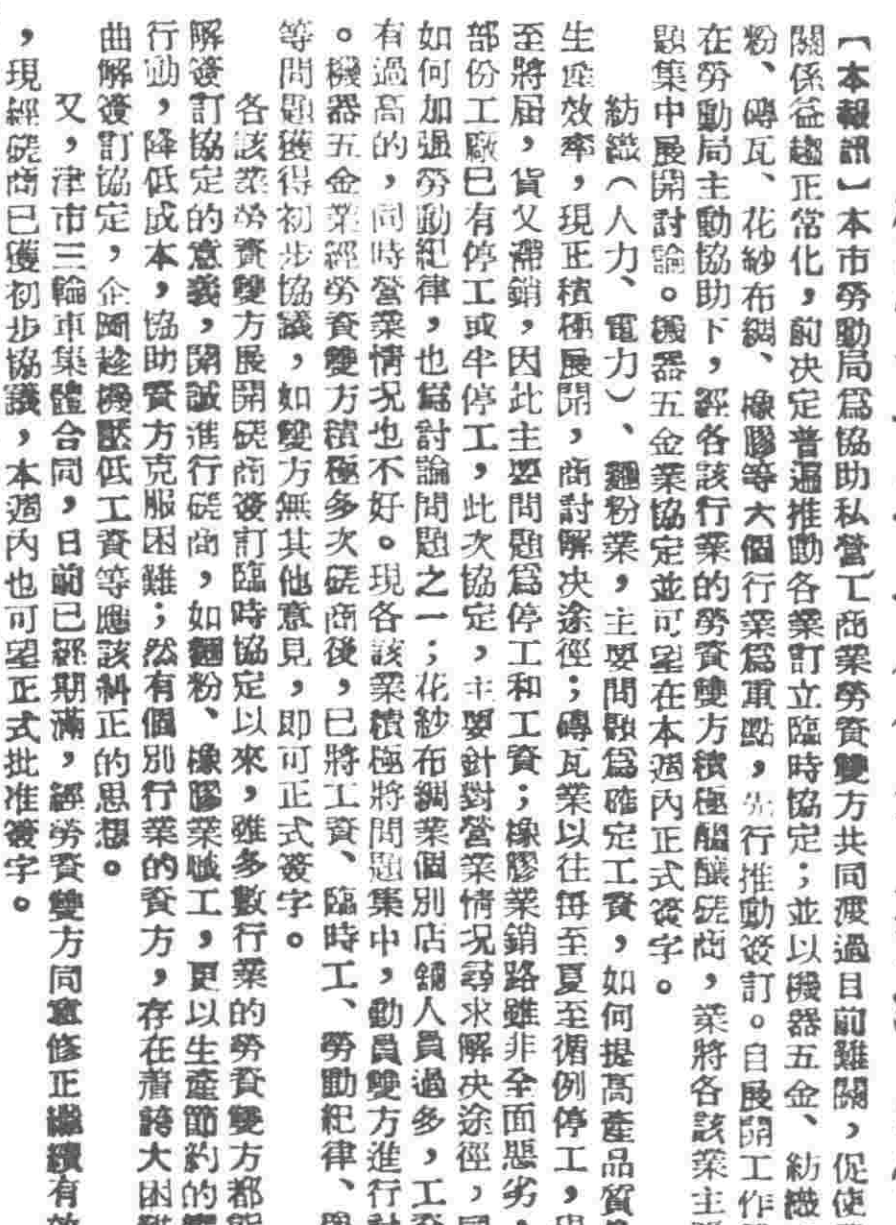 【本報訊】本市勞動局爲協助私營工商業勞資雙方共同渡過目前難關，促使
關係益趨正常化，前決定普遍推動各業訂立臨時協定；並以機器五金、紡織
粉、磚瓦、花紗布綢、橡膠等六個行業爲重點，先行推動簽訂。自展開工作
在勞動局主動協助下，經各該行業的勞資雙方積極醞釀磋商，業將各該業主
題集中展開討論。機器五金業協定並可望在本週內正式簽字。
紡織（人力、電力）、麵粉業，主要問題爲確定工資，如何提高產品質
生產效率，現正積極展開，商討解決途徑；磚瓦業以往每至夏至循例停工，
至將屆，貨又滯銷，因此主要問題爲停工和工資；橡膠業銷路雖非全面惡劣，
部份工廠已有停工或半停工，此次協定，主要針對營業情況尋求解決途徑，
如何加强勞動紀律，也爲討論問題之一；花紗布綢業個別店舖人員過多，工
有過高的，同時營業情況也不好。現各該業積極將問題集中，動員雙方進行
。機器五金業經勞資雙方積極多次磋商後，已將工資、臨時工、勞動紀律、
等問題獲得初步協議，如雙方無其他意見，即可正式簽字。
各該業勞資雙方展開磋商簽訂臨時協定以來，雖多數行業的勞資雙方都能
解簽訂協定的意義，開誠進行磋商，如麵粉、橡膠業職工，更以生產節約的
行動，降低成本，協助資方克服困難；然有個別行業的資方，存在着誇大困難
曲解簽訂協定，企圖趁機壓低工資等應該糾正的思想。
又，津市三輪車集體合同，日前已經期滿，經勞資雙方同意修正繼續有效
，現經磋商已獲初步協議，本週內也可望正式批准簽字。